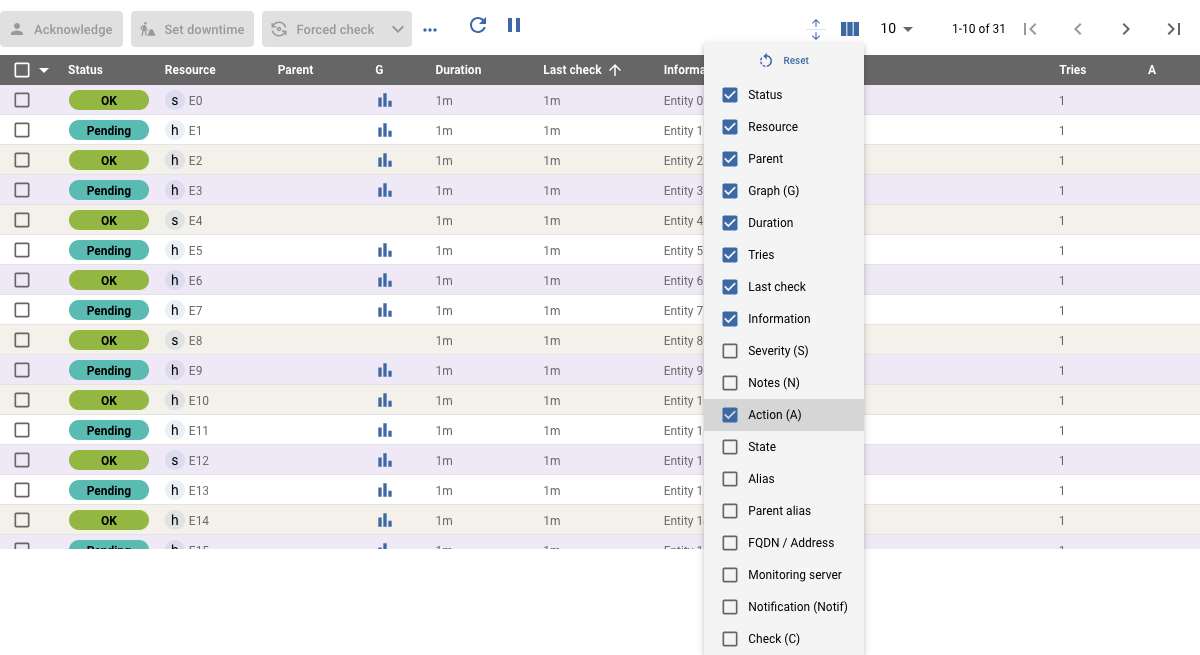 Acknowledge Set downtime Forced check 10 1-10 of 31
Status Resource Parent G Duration Last check Informa Tries A
OK s E0 1m 1m Entity 0 1
Pending h E1 1m 1m Entity 1 1
OK h E2 1m 1m Entity 2 1
Pending h E3 1m 1m Entity 3 1
OK s E4 1m 1m Entity 4 1
Pending h E5 1m 1m Entity 5 1
OK h E6 1m 1m Entity 6 1
Pending h E7 1m 1m Entity 7 1
OK s E8 1m 1m Entity 8 1
Pending h E9 1m 1m Entity 9 1
OK h E10 1m 1m Entity 1 1
Pending h E11 1m 1m Entity 1 1
OK s E12 1m 1m Entity 1 1
Pending h E13 1m 1m Entity 1 1
OK h E14 1m 1m Entity 1 1
Pending h E15 1m 1m Entity 1 1
Reset
Status
Resource
Parent
Graph (G)
Duration
Tries
Last check
Information
Severity (S)
Notes (N)
Action (A)
State
Alias
Parent alias
FQDN / Address
Monitoring server
Notification (Notif)
Check (C)